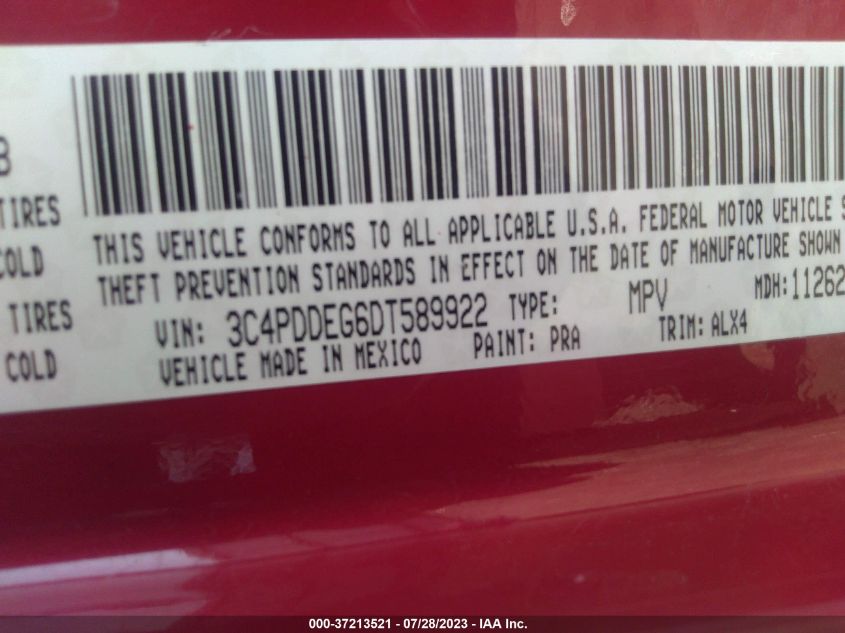 B
TIRES
COLD
TIRES
COLD
THIS VEHICLE CONFORMS TO ALL APPLICABLE U.S.A. FEDERAL MOTOR VEHICLE S
THEFT PREVENTION STANDARDS IN EFFECT ON THE DATE OF MANUFACTURE SHOWN
VIN: 3C4PDDEG6DT589922 TYPE: MPV MDH:11262
VEHICLE MADE IN MEXICO PAINT: PRA TRIM: ALX4
000-37213521 - 07/28/2023 - IAA Inc.